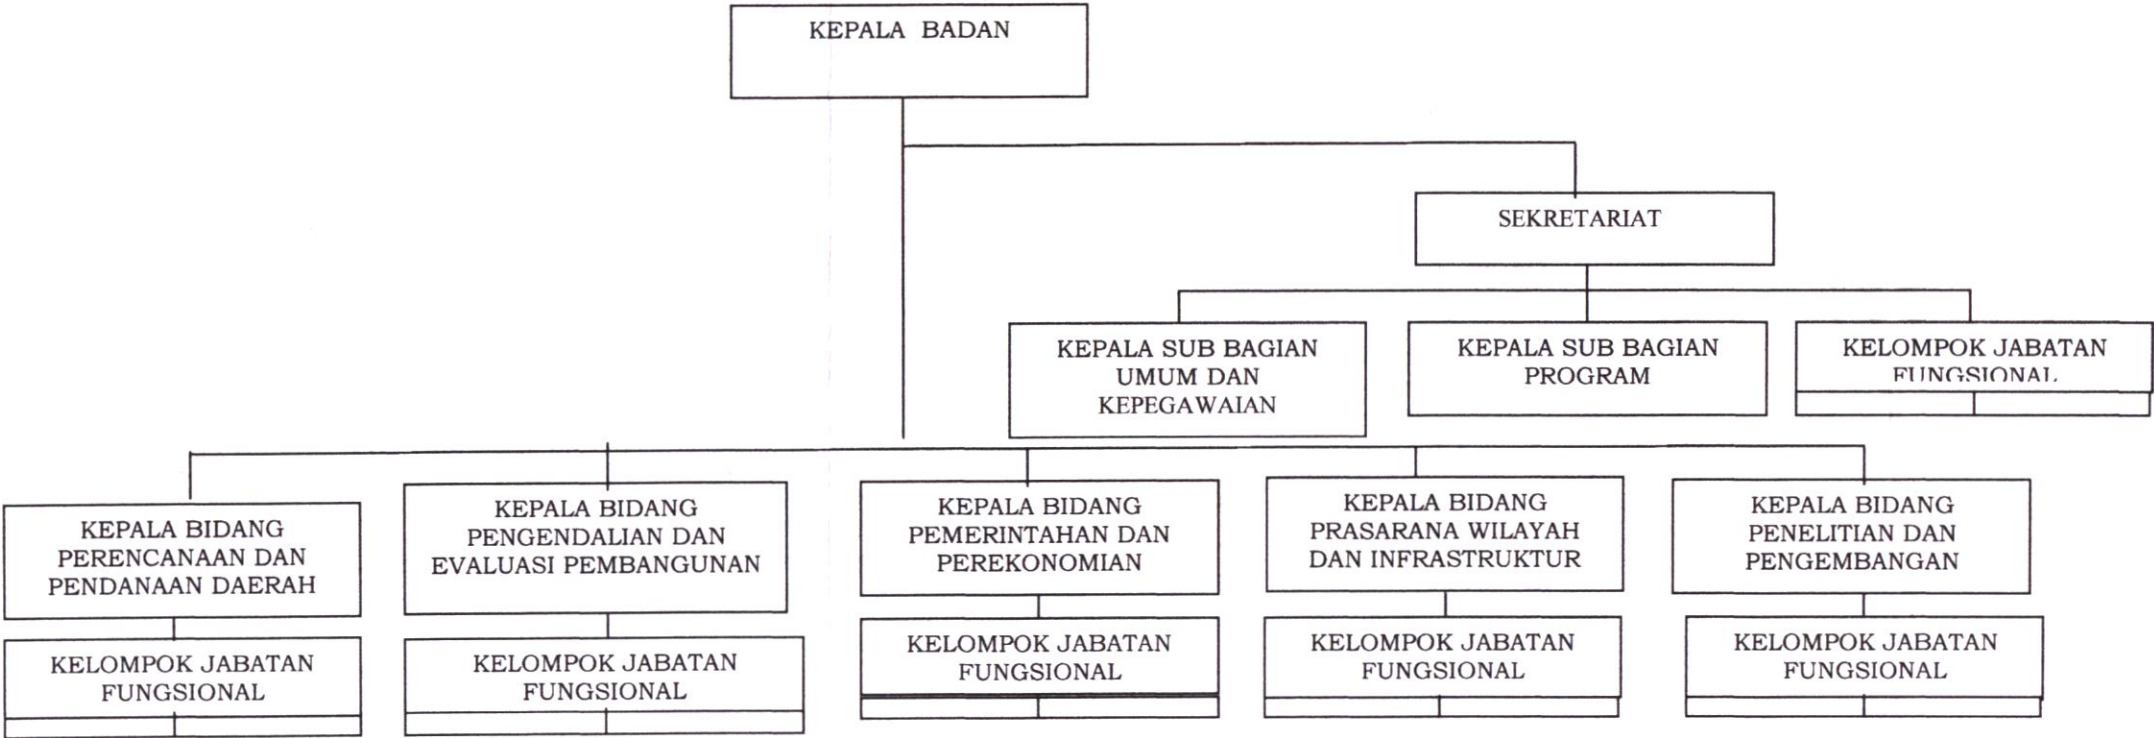 KEPALA BADAN
SEKRETARIAT
KEPALA SUB BAGIAN
UMUM DAN
KEPEGAWAIAN
KEPALA SUB BAGIAN
PROGRAM
KELOMPOK JABATAN
FUNGSIONAL
KEPALA BIDANG
PERENCANAAN DAN
PENDANAAN DAERAH
KEPALA BIDANG
PENGENDALIAN DAN
EVALUASI PEMBANGUNAN
KEPALA BIDANG
PEMERINTAHAN DAN
PEREKONOMIAN
KEPALA BIDANG
PRASARANA WILAYAH
DAN INFRASTRUKTUR
KEPALA BIDANG
PENELITIAN DAN
PENGEMBANGAN
KELOMPOK JABATAN
FUNGSIONAL
KELOMPOK JABATAN
FUNGSIONAL
KELOMPOK JABATAN
FUNGSIONAL
KELOMPOK JABATAN
FUNGSIONAL
KELOMPOK JABATAN
FUNGSIONAL